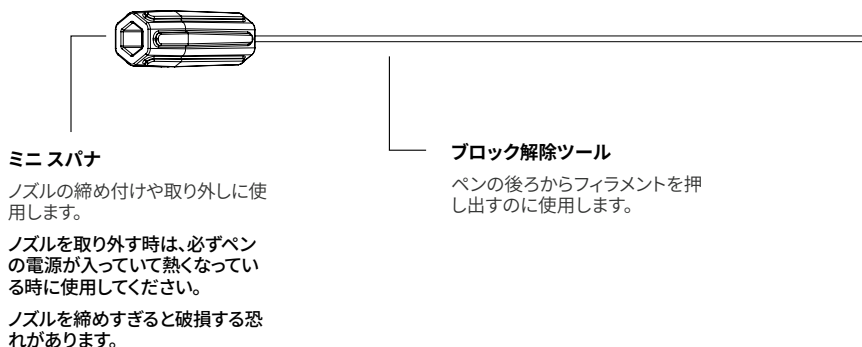 ミニ スパナ
ノズルの締め付けや取り外しに使
用します。
ノズルを取り外す時は、必ずペン
の電源が入っていて熱くなってい
る時に使用してください。
ノズルを締めすぎると破損する恐
れがあります。
ブロック解除ツール
ペンの後ろからフィラメントを押
し出すのに使用します。